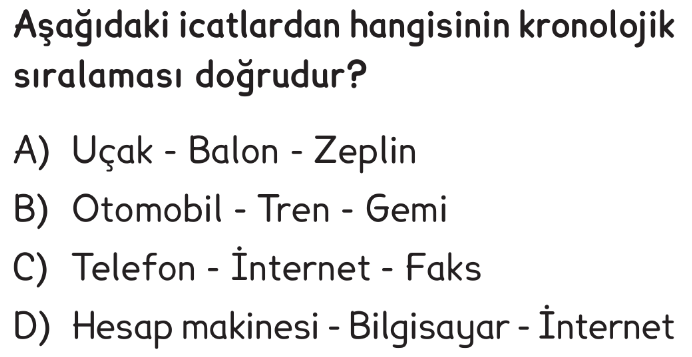 Aşağıdaki icatlardan hangisinin kronolojik
sıralaması doğrudur?
A) Uçak - Balon - Zeplin
B) Otomobil - Tren - Gemi
C) Telefon - İnternet - Faks
D) Hesap makinesi - Bilgisayar - İnternet